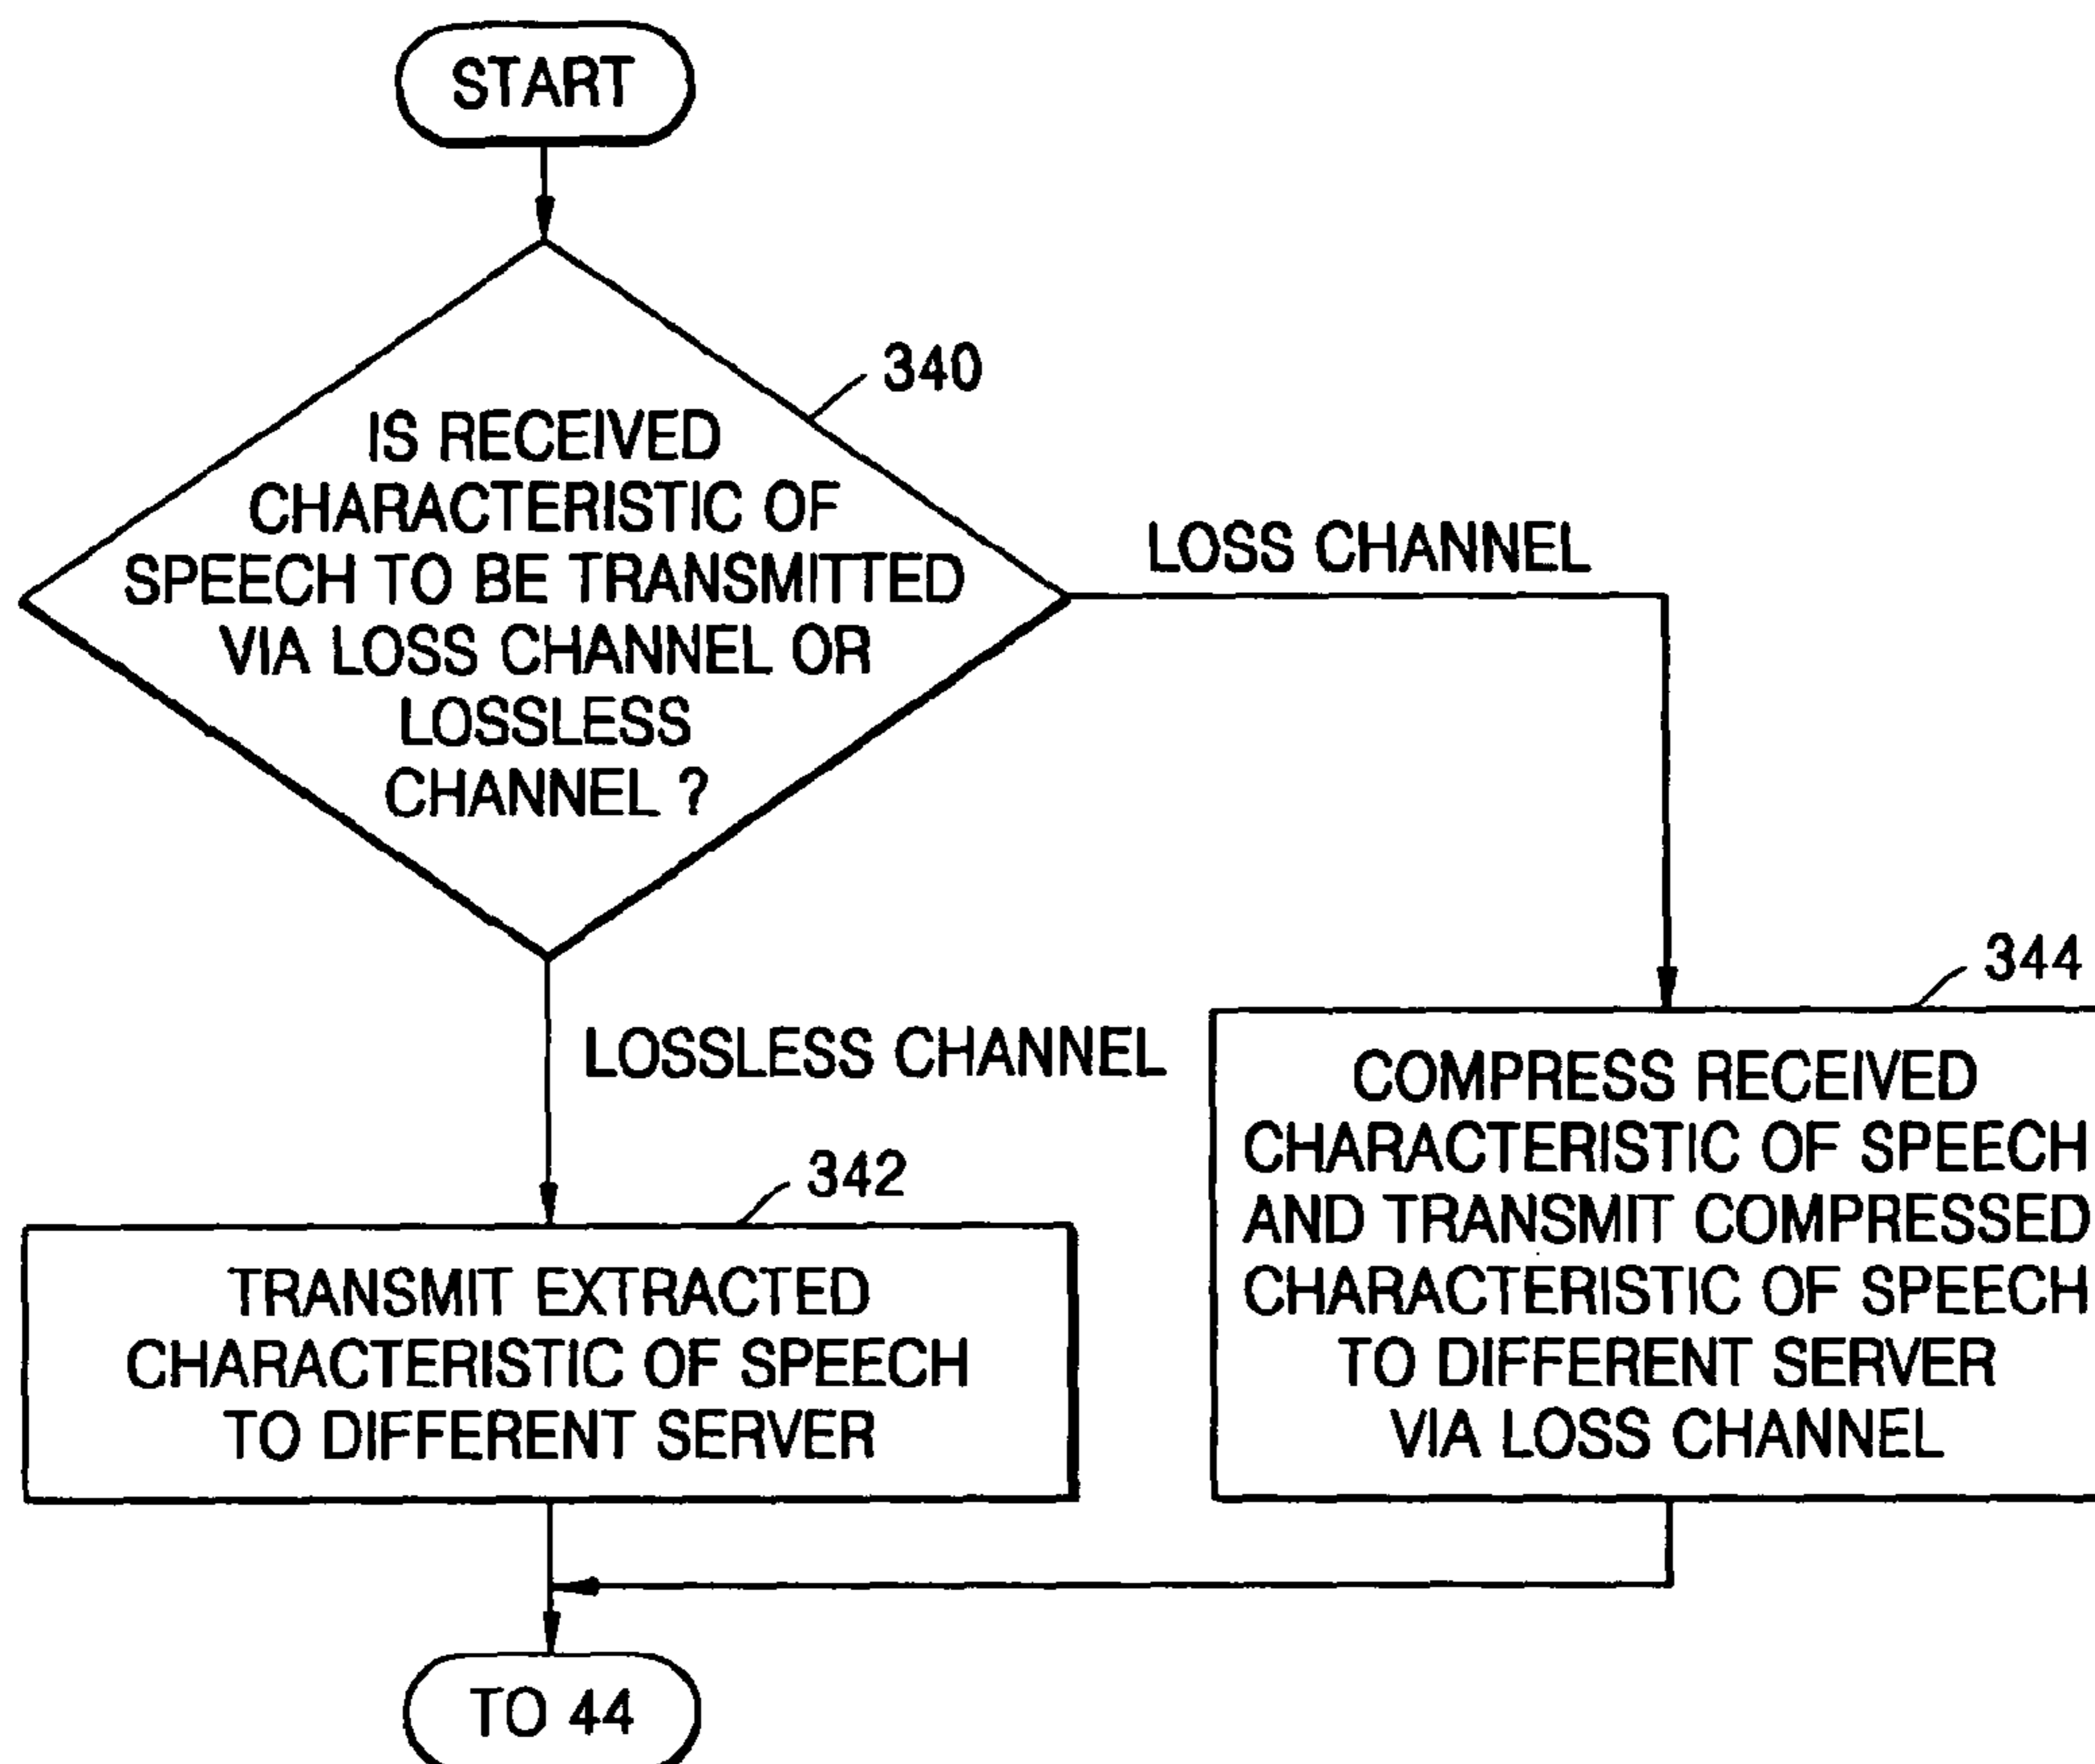 START
340
IS RECEIVED
CHARACTERISTIC OF
SPEECH TO BE TRANSMITTED
VIA LOSS CHANNEL OR
LOSSLESS
CHANNEL ?
LOSS CHANNEL
LOSSLESS CHANNEL
344
COMPRESS RECEIVED
CHARACTERISTIC OF SPEECH
AND TRANSMIT COMPRESSED
CHARACTERISTIC OF SPEECH
TO DIFFERENT SERVER
VIA LOSS CHANNEL
342
TRANSMIT EXTRACTED
CHARACTERISTIC OF SPEECH
TO DIFFERENT SERVER
TO 44